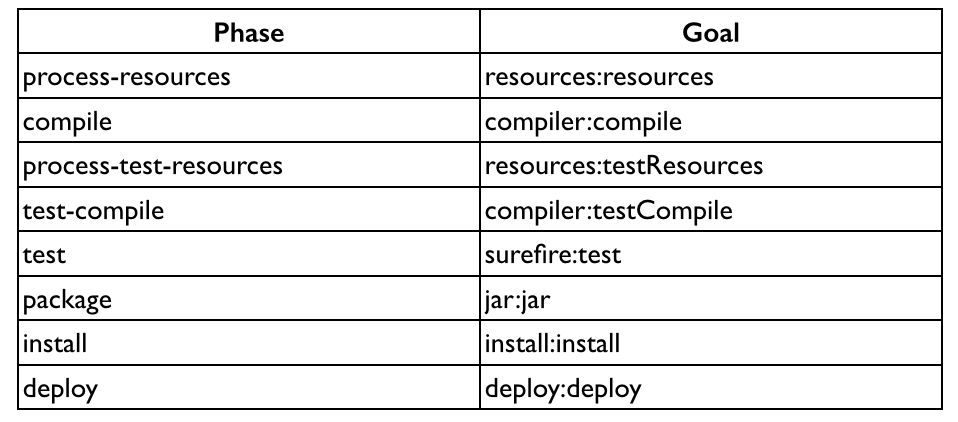 Phase Goal
process-resources resources:resources
compile compiler:compile
process-test-resources resources:testResources
test-compile compiler:testCompile
test surefire:test
package jar:jar
install install:install
deploy deploy:deploy